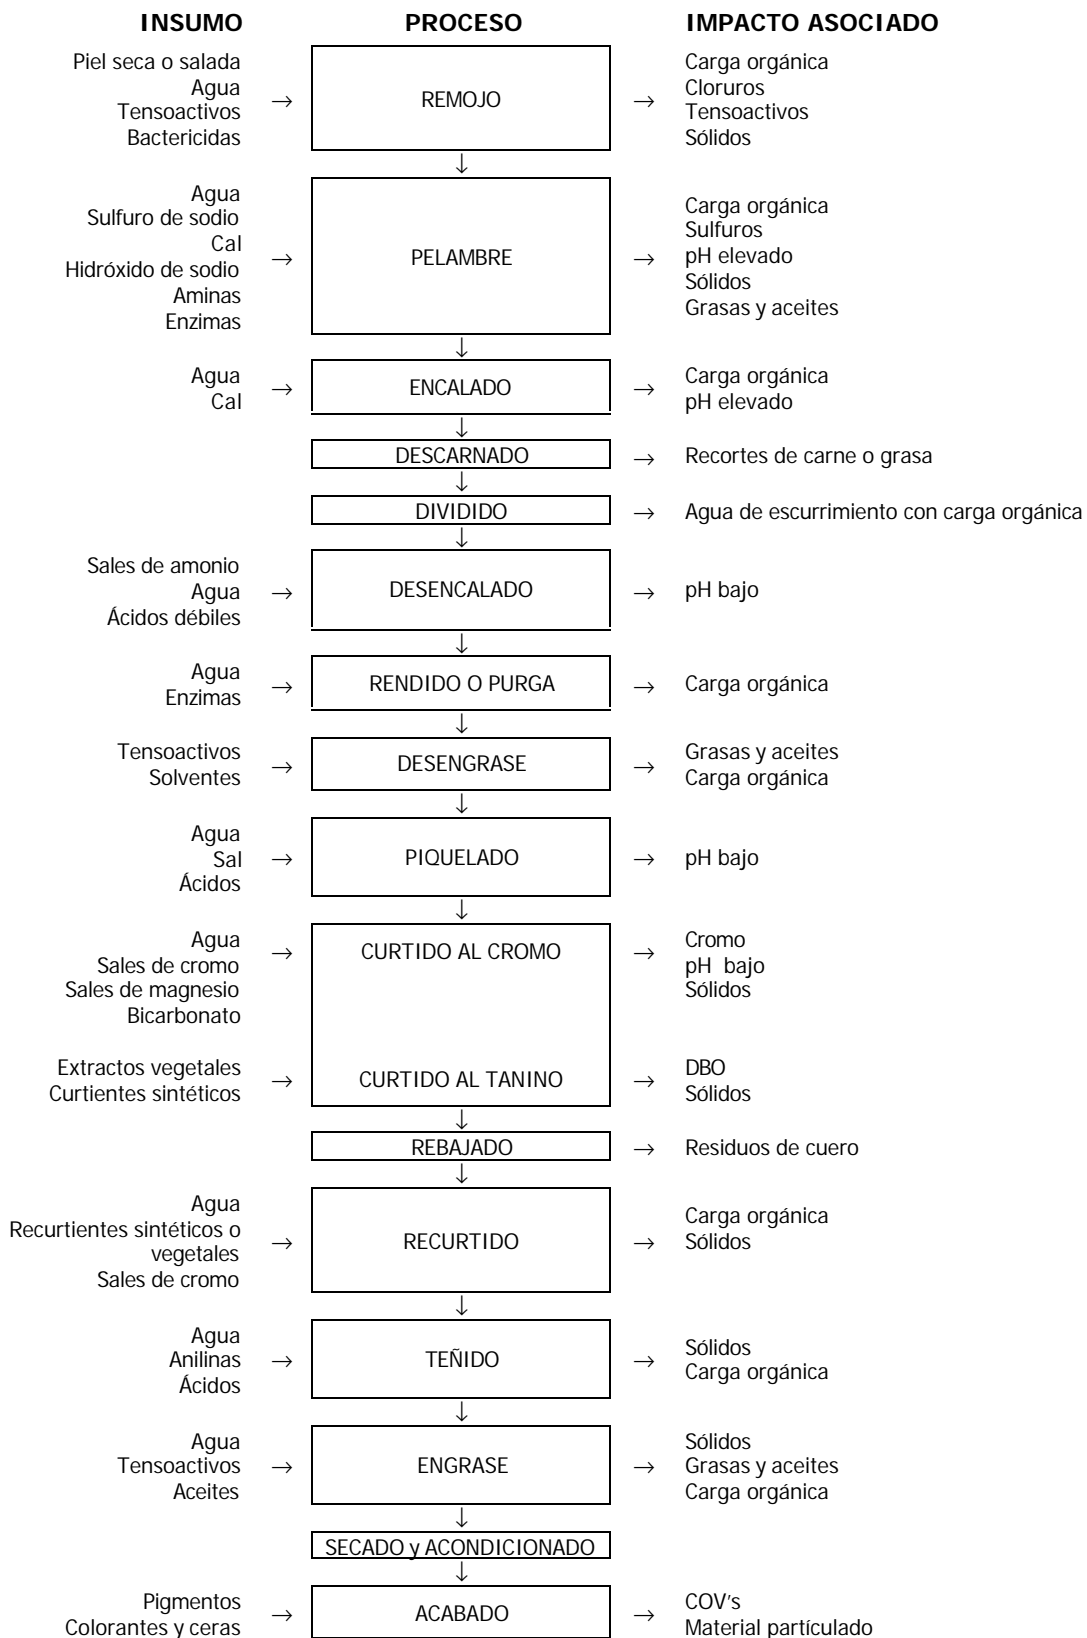 INSUMO PROCESO IMPACTO ASOCIADO
Piel seca o salada
Agua
Tensoactivos
Bactericidas
→ REMOJO →
Carga orgánica
Cloruros
Tensoactivos
Sólidos
↓
Agua
Sulfuro de sodio
Cal
Hidróxido de sodio
Aminas
Enzimas
→ PELAMBRE →
Carga orgánica
Sulfuros
pH elevado
Sólidos
Grasas y aceites
↓
Agua
Cal
→ ENCALADO →
Carga orgánica
pH elevado
↓
DESCARNADO → Recortes de carne o grasa
↓
DIVIDIDO → Agua de escurrimiento con carga orgánica
↓
Sales de amonio
Agua
Ácidos débiles
→ DESENCALADO → pH bajo
↓
Agua
Enzimas
→ RENDIDO O PURGA → Carga orgánica
↓
Tensoactivos
Solventes
→ DESENGRASE →
Grasas y aceites
Carga orgánica
↓
Agua
Sal
Ácidos
→ PIQUELADO → pH bajo
↓
Agua
Sales de cromo
Sales de magnesio
Bicarbonato
→ CURTIDO AL CROMO →
Cromo
pH bajo
Sólidos
Extractos vegetales
Curtientes sintéticos
→ CURTIDO AL TANINO →
DBO
Sólidos
↓
REBAJADO → Residuos de cuero
↓
Agua
Recurtientes sintéticos o
vegetales
Sales de cromo
→ RECURTIDO →
Carga orgánica
Sólidos
↓
Agua
Anilinas
Ácidos
→ TEÑIDO →
Sólidos
Carga orgánica
↓
Agua
Tensoactivos
Aceites
→ ENGRASE →
Sólidos
Grasas y aceites
Carga orgánica
↓
SECADO y ACONDICIONADO
↓
Pigmentos
Colorantes y ceras
→ ACABADO →
COV's
Material partículado